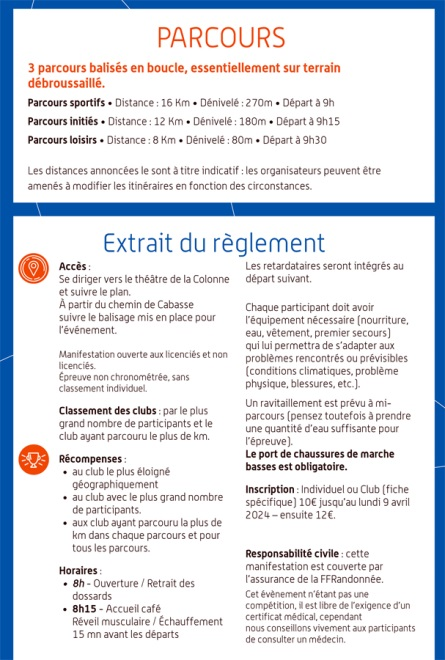 PARCOURS
3 parcours balisés en boucle, essentiellement sur terrain
débroussaillé.
Parcours sportifs • Distance : 16 Km • Dénivelé : 270m • Départ à 9h
Parcours initiés • Distance : 12 Km • Dénivelé : 180m • Départ à 9h15
Parcours loisirs • Distance : 8 Km • Dénivelé : 80m • Départ à 9h30
Les distances annoncées le sont à titre indicatif : les organisateurs peuvent être
amenés à modifier les itinéraires en fonction des circonstances.
Extrait du règlement
Accès :
Se diriger vers le théâtre de la Colonne
et suivre le plan.
À partir du chemin de Cabasse
suivre le balisage mis en place pour
l'événement.
Manifestation ouverte aux licenciés et non
licenciés.
Épreuve non chronométrée, sans
classement individuel.
Classement des clubs : par le plus
grand nombre de participants et le
club ayant parcouru le plus de km.
Récompenses :
• au club le plus éloigné
géographiquement
• au club avec le plus grand nombre
de participants.
• aux club ayant parcouru la plus de
km dans chaque parcours et pour
tous les parcours.
Horaires :
• 8h - Ouverture / Retrait des
dossards
• 8h15 - Accueil café
Réveil musculaire / Échauffement
15 mn avant les départs
Les retardataires seront intégrés au
départ suivant.
Chaque participant doit avoir
l'équipement nécessaire (nourriture,
eau, vêtement, premier secours)
qui lui permettra de s'adapter aux
problèmes rencontrés ou prévisibles
(conditions climatiques, problème
physique, blessures, etc.).
Un ravitaillement est prévu à mi-
parcours (pensez toutefois à prendre
une quantité d'eau suffisante pour
l'épreuve).
Le port de chaussures de marche
basses est obligatoire.
Inscription : Individuel ou Club (fiche
spécifique) 10€ jusqu'au lundi 9 avril
2024 – ensuite 12€.
Responsabilité civile : cette
manifestation est couverte par
l'assurance de la FFRandonnée.
Cet évènement n'étant pas une
compétition, il est libre de l'exigence d'un
certificat médical, cependant
nous conseillons vivement aux participants
de consulter un médecin.